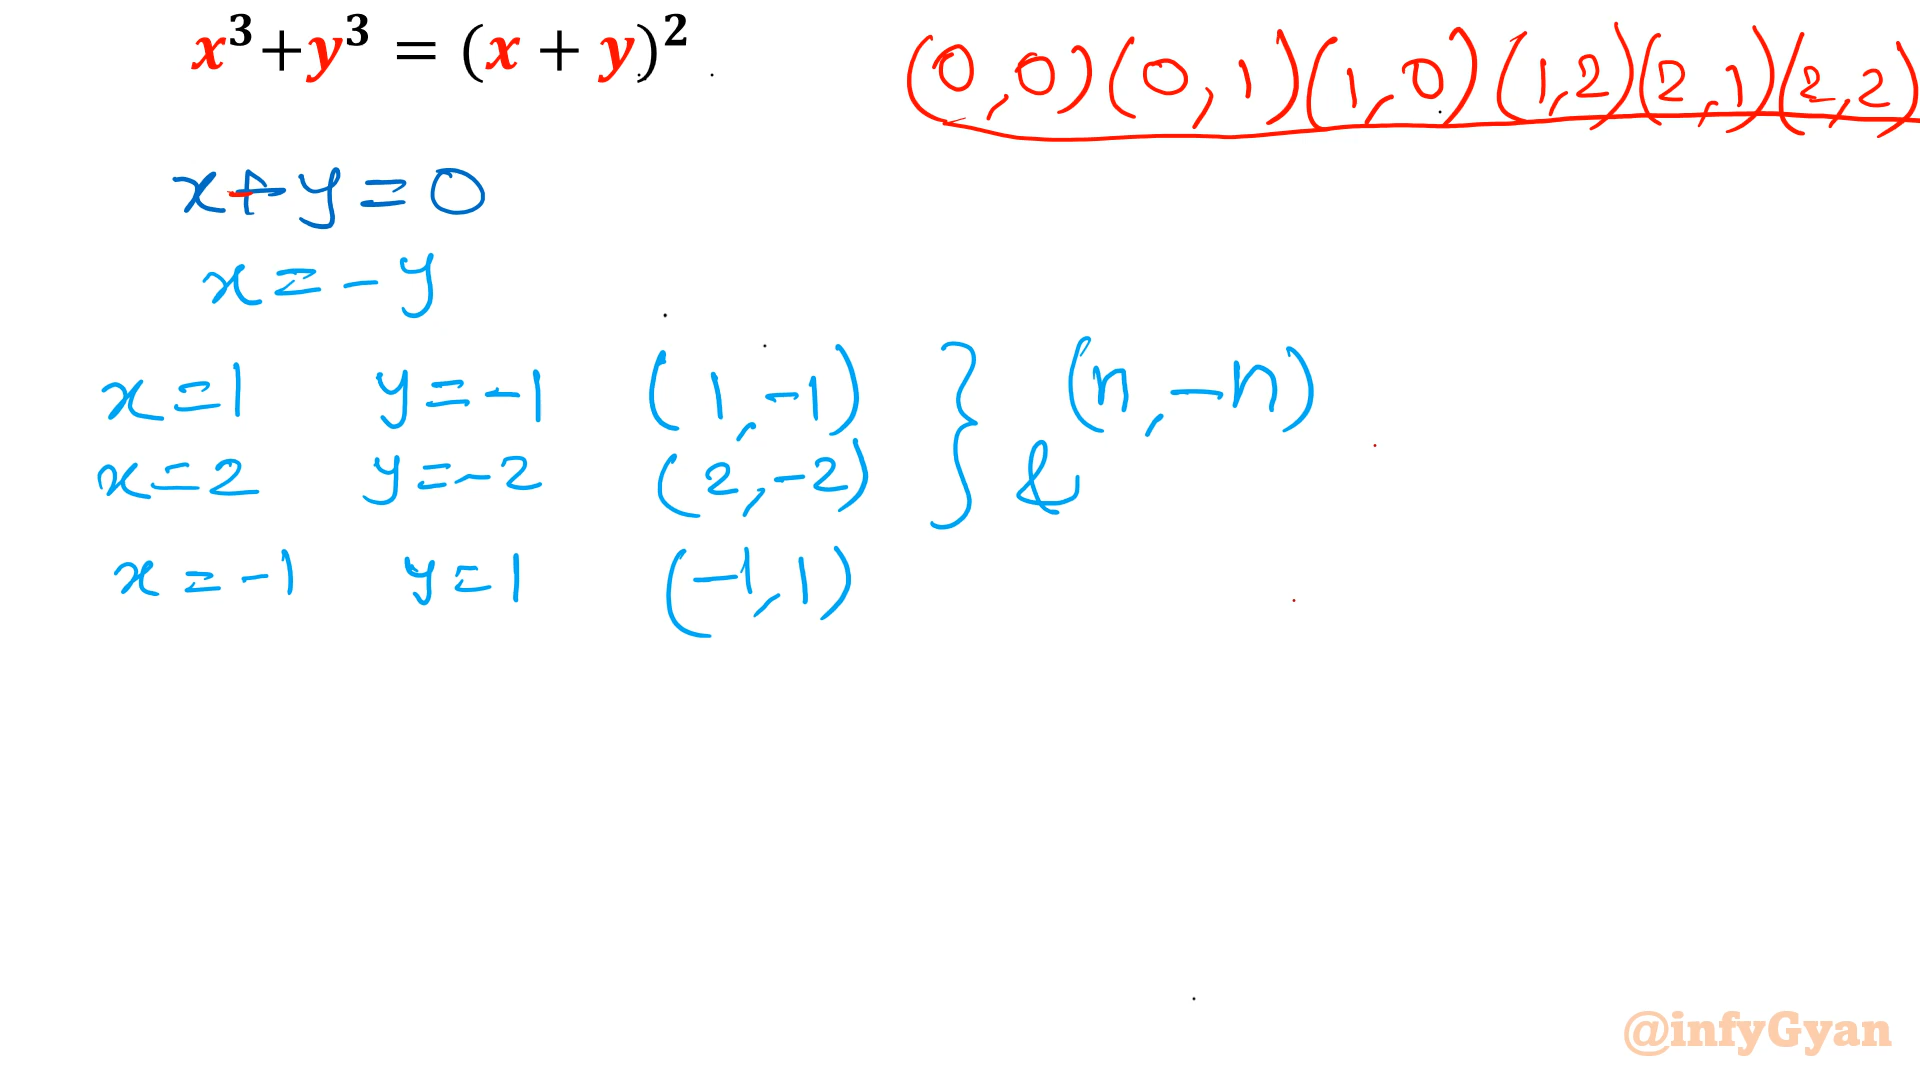 x³+y³ = (x + y)²
(0,0)(0,1)(1,0)(1,2)(2,1)(2,2)
x+y=0
x=-y
x=1 y=-1 (1,-1) } (n,-n)
x=2 y=-2 (2,-2) &
x=-1 y=1 (-1,1)
@infyGyan